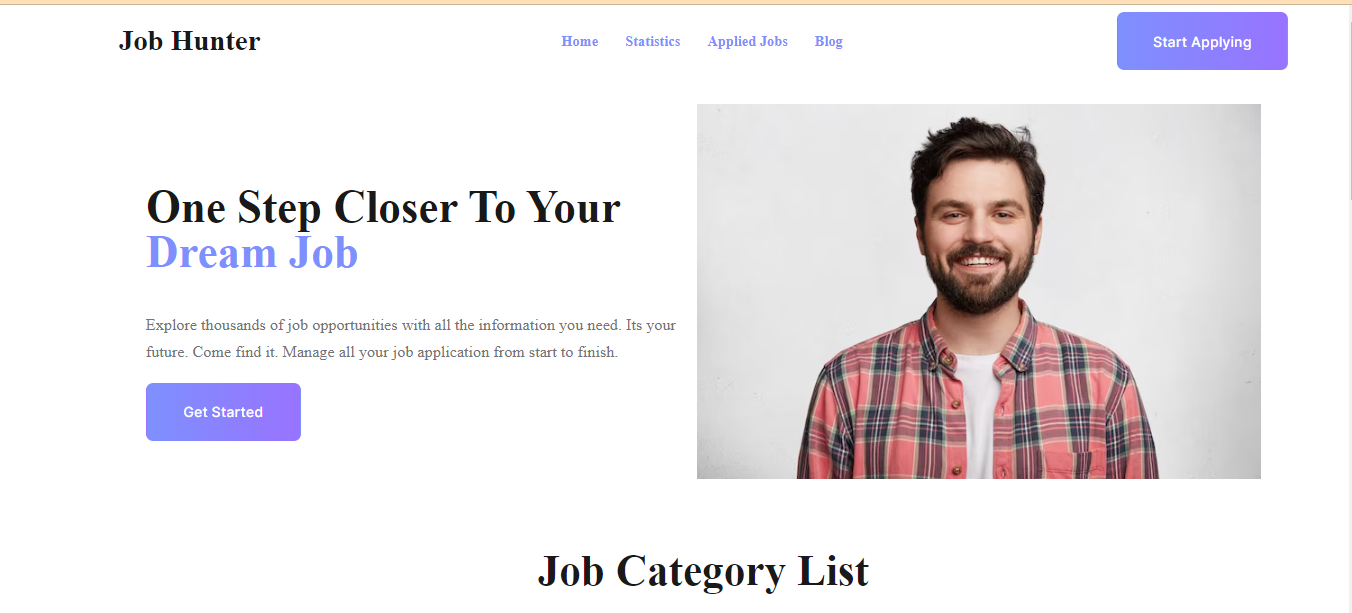 Job Hunter
Home Statistics Applied Jobs Blog
Start Applying
One Step Closer To Your
Dream Job
Explore thousands of job opportunities with all the information you need. Its your
future. Come find it. Manage all your job application from start to finish.
Get Started
Job Category List